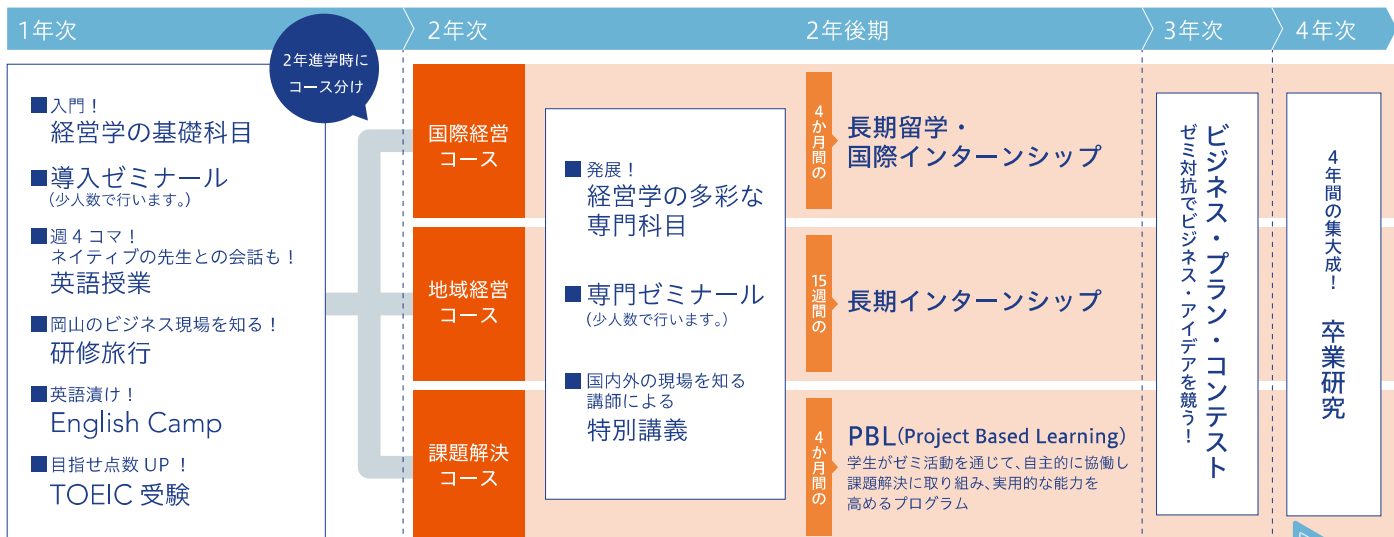 1年次
2年次
2年後期
3年次
4年次
2年進学時に
コース分け
■入門！
経営学の基礎科目
■導入ゼミナール
（少人数で行います。）
■週4コマ！
ネイティブの先生との会話も！
英語授業
■岡山のビジネス現場を知る！
研修旅行
■英語漬け！
English Camp
■目指せ点数UP！
TOEIC 受験
国際経営
コース
地域経営
コース
課題解決
コース
■発展！
経営学の多彩な
専門科目
■専門ゼミナール
（少人数で行います。）
■国内外の現場を知る
講師による
特別講義
4か月間の
長期留学・
国際インターンシップ
15週間の
長期インターンシップ
4か月間の
PBL(Project Based Learning)
学生がゼミ活動を通じて、自主的に協働し
課題解決に取り組み、実用的な能力を
高めるプログラム
ビジネス・プラン・コンテスト
ゼミ対抗でビジネス・アイデアを競う！
4年間の集大成！ 卒業研究